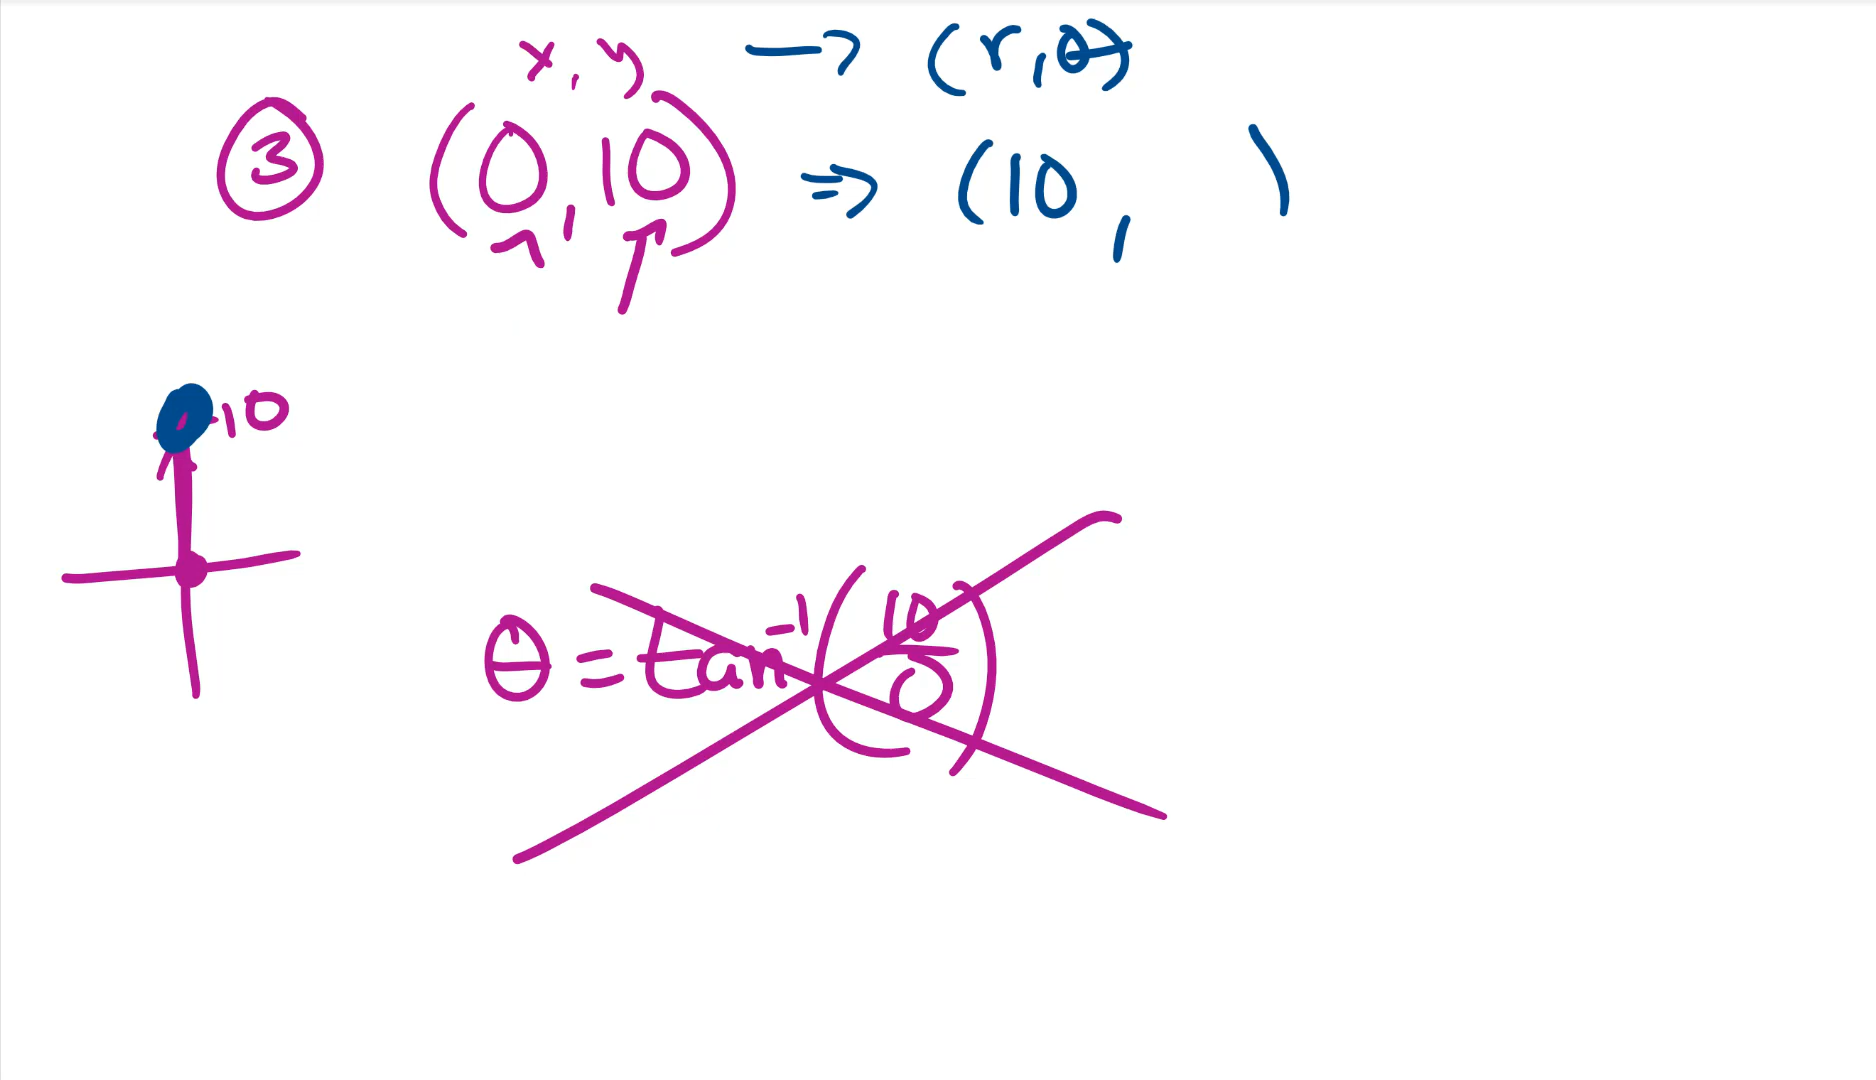 x, y → (r, θ)
③ (0, 10) ⇒ (10, )
10
θ = tan⁻¹(10/0)